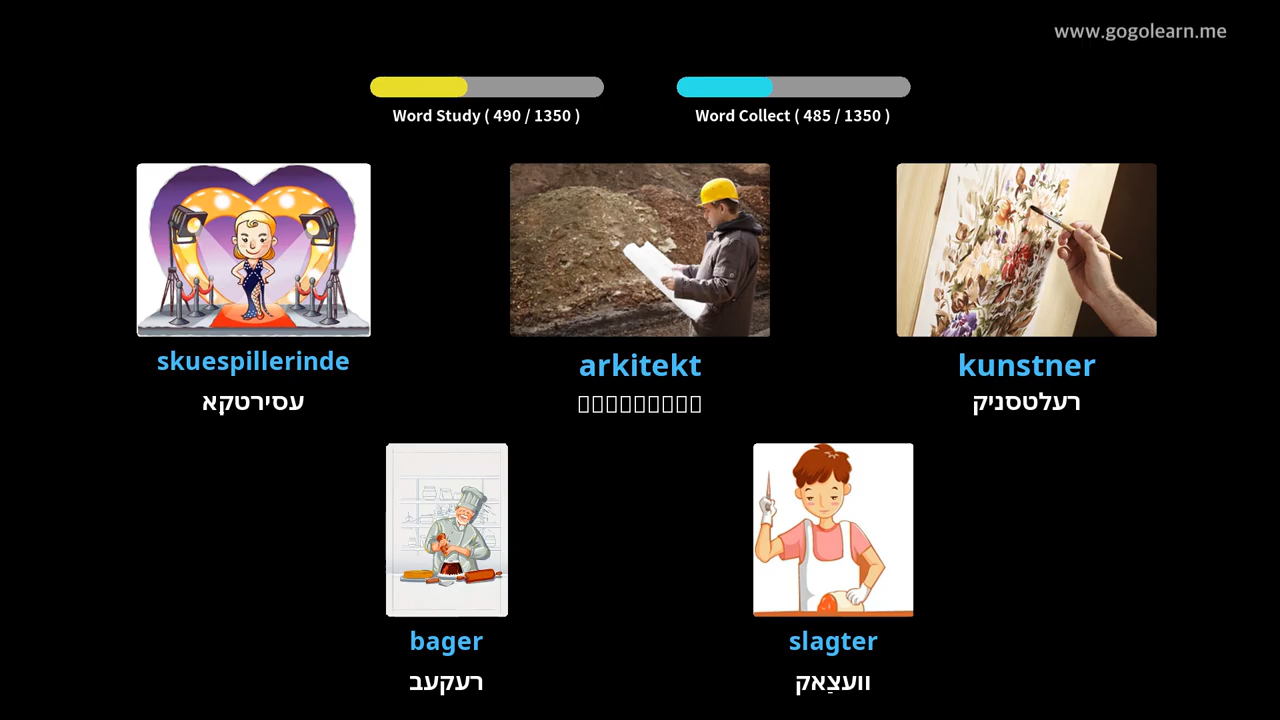 www.gogolearn.me
Word Study ( 490 / 1350 )
Word Collect ( 485 / 1350 )
skuespillerinde
עסירטקא
arkitekt
kunstner
רעלטסניק
bager
רעקעב
slagter
וועצַאק